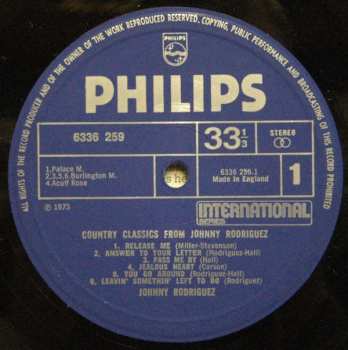 ALL RIGHTS OF THE RECORD PRODUCER AND OF THE OWNER OF THE WORK REPRODUCED RESERVED. COPYING, PUBLIC PERFORMANCE AND BROADCASTING OF THIS RECORD PROHIBITED
PHILIPS
PHILIPS
6336 259
33 1/3
STEREO
1.Palace M.
2,3,5,6.Burlington M.
4.Acuff Rose
s he
6336 259.1
Made in England
1
℗ 1973
INTERNATIONAL
COUNTRY CLASSICS FROM JOHNNY RODRIGUEZ
1. RELEASE ME (Miller-Stevenson)
2. ANSWER TO YOUR LETTER (Rodriguez-Hall)
3. PASS ME BY (Hall)
4. JEALOUS HEART (Carson)
5. YOU GO AROUND (Rodriguez-Hall)
6. LEAVIN' SOMETHIN' LEFT TO DO (Rodriguez)
JOHNNY RODRIGUEZ